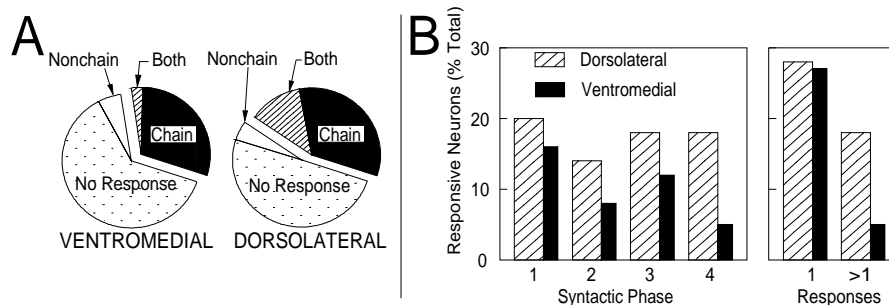 A
Nonchain
Both
Chain
No Response
VENTROMEDIAL
Nonchain
Both
Chain
No Response
DORSOLATERAL
B
Responsive Neurons (% Total)
30
20
10
0
Dorsolateral
Ventromedial
1 2 3 4
Syntactic Phase
1 >1
Responses